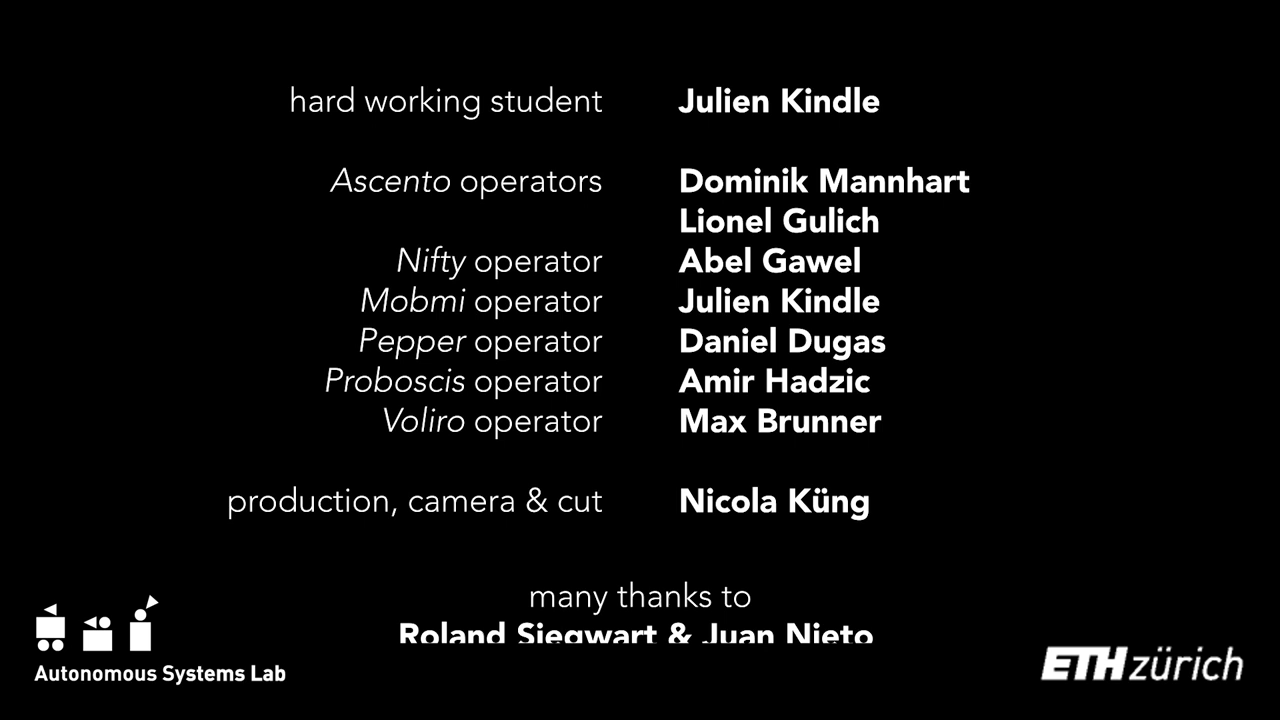 hard working student Julien Kindle
Ascento operators Dominik Mannhart
Lionel Gulich
Nifty operator Abel Gawel
Mobmi operator Julien Kindle
Pepper operator Daniel Dugas
Proboscis operator Amir Hadzic
Voliro operator Max Brunner
production, camera & cut Nicola Küng
many thanks to
Roland Siegwart & Juan Nieto
Autonomous Systems Lab
ETH zürich